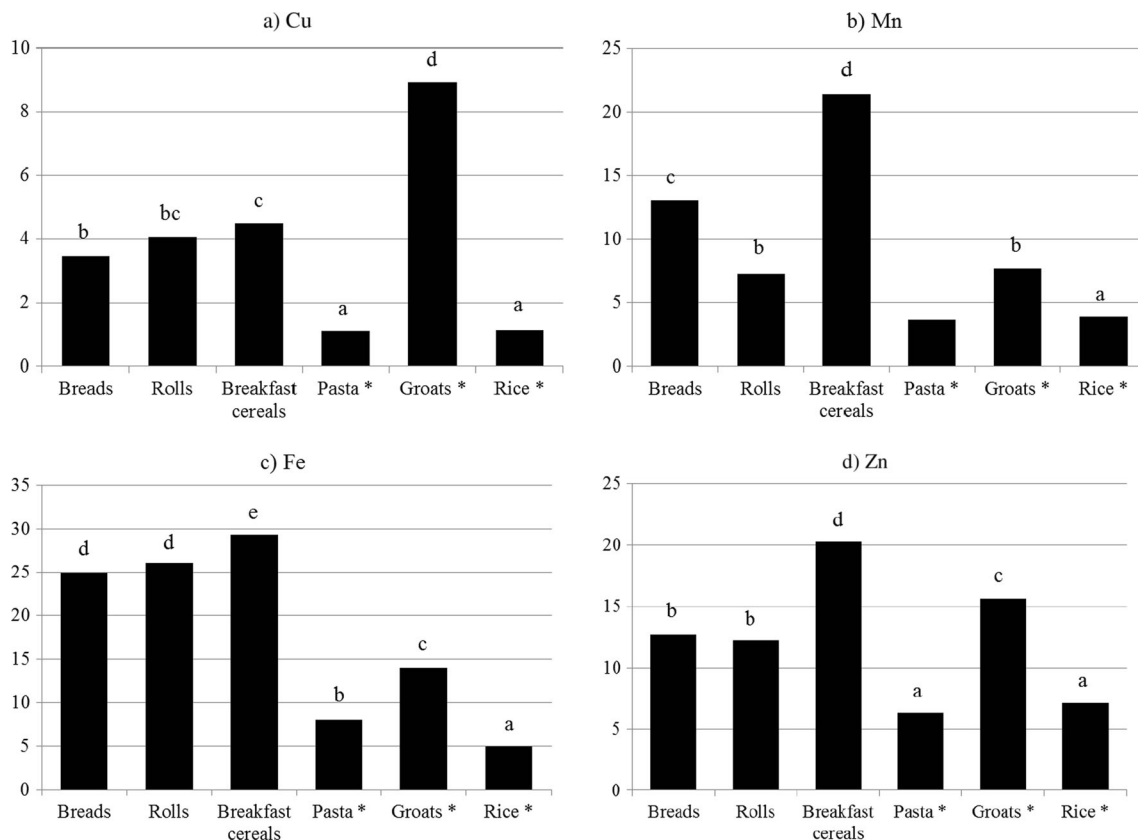 a) Cu
10
8
6
4
2
0
d
c
bc
b
a
a
Breads Rolls Breakfast cereals Pasta * Groats * Rice *
b) Mn
25
20
15
10
5
0
d
c
b
b
a
Breads Rolls Breakfast cereals Pasta * Groats * Rice *
c) Fe
35
30
25
20
15
10
5
0
e
d
d
c
b
a
Breads Rolls Breakfast cereals Pasta * Groats * Rice *
d) Zn
25
20
15
10
5
0
d
c
b
b
a
a
Breads Rolls Breakfast cereals Pasta * Groats * Rice *